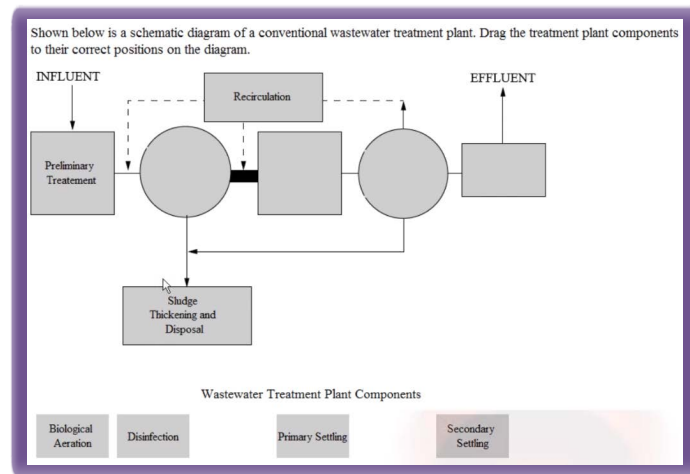 Shown below is a schematic diagram of a conventional wastewater treatment plant. Drag the treatment plant components
to their correct positions on the diagram.
INFLUENT
EFFLUENT
Recirculation
Preliminary
Treatement
Sludge
Thickening and
Disposal
Wastewater Treatment Plant Components
Biological
Aeration
Disinfection
Primary Settling
Secondary
Settling